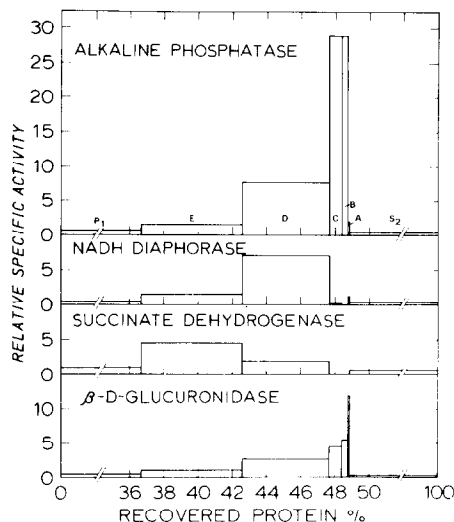 30
ALKALINE PHOSPHATASE
25
20
15
10
5
0
P1 E D C B A S2
RELATIVE SPECIFIC ACTIVITY
NADH DIAPHORASE
5
0
SUCCINATE DEHYDROGENASE
5
0
β-D-GLUCURONIDASE
10
5
0
0 36 38 40 42 44 46 48 50 100
RECOVERED PROTEIN %